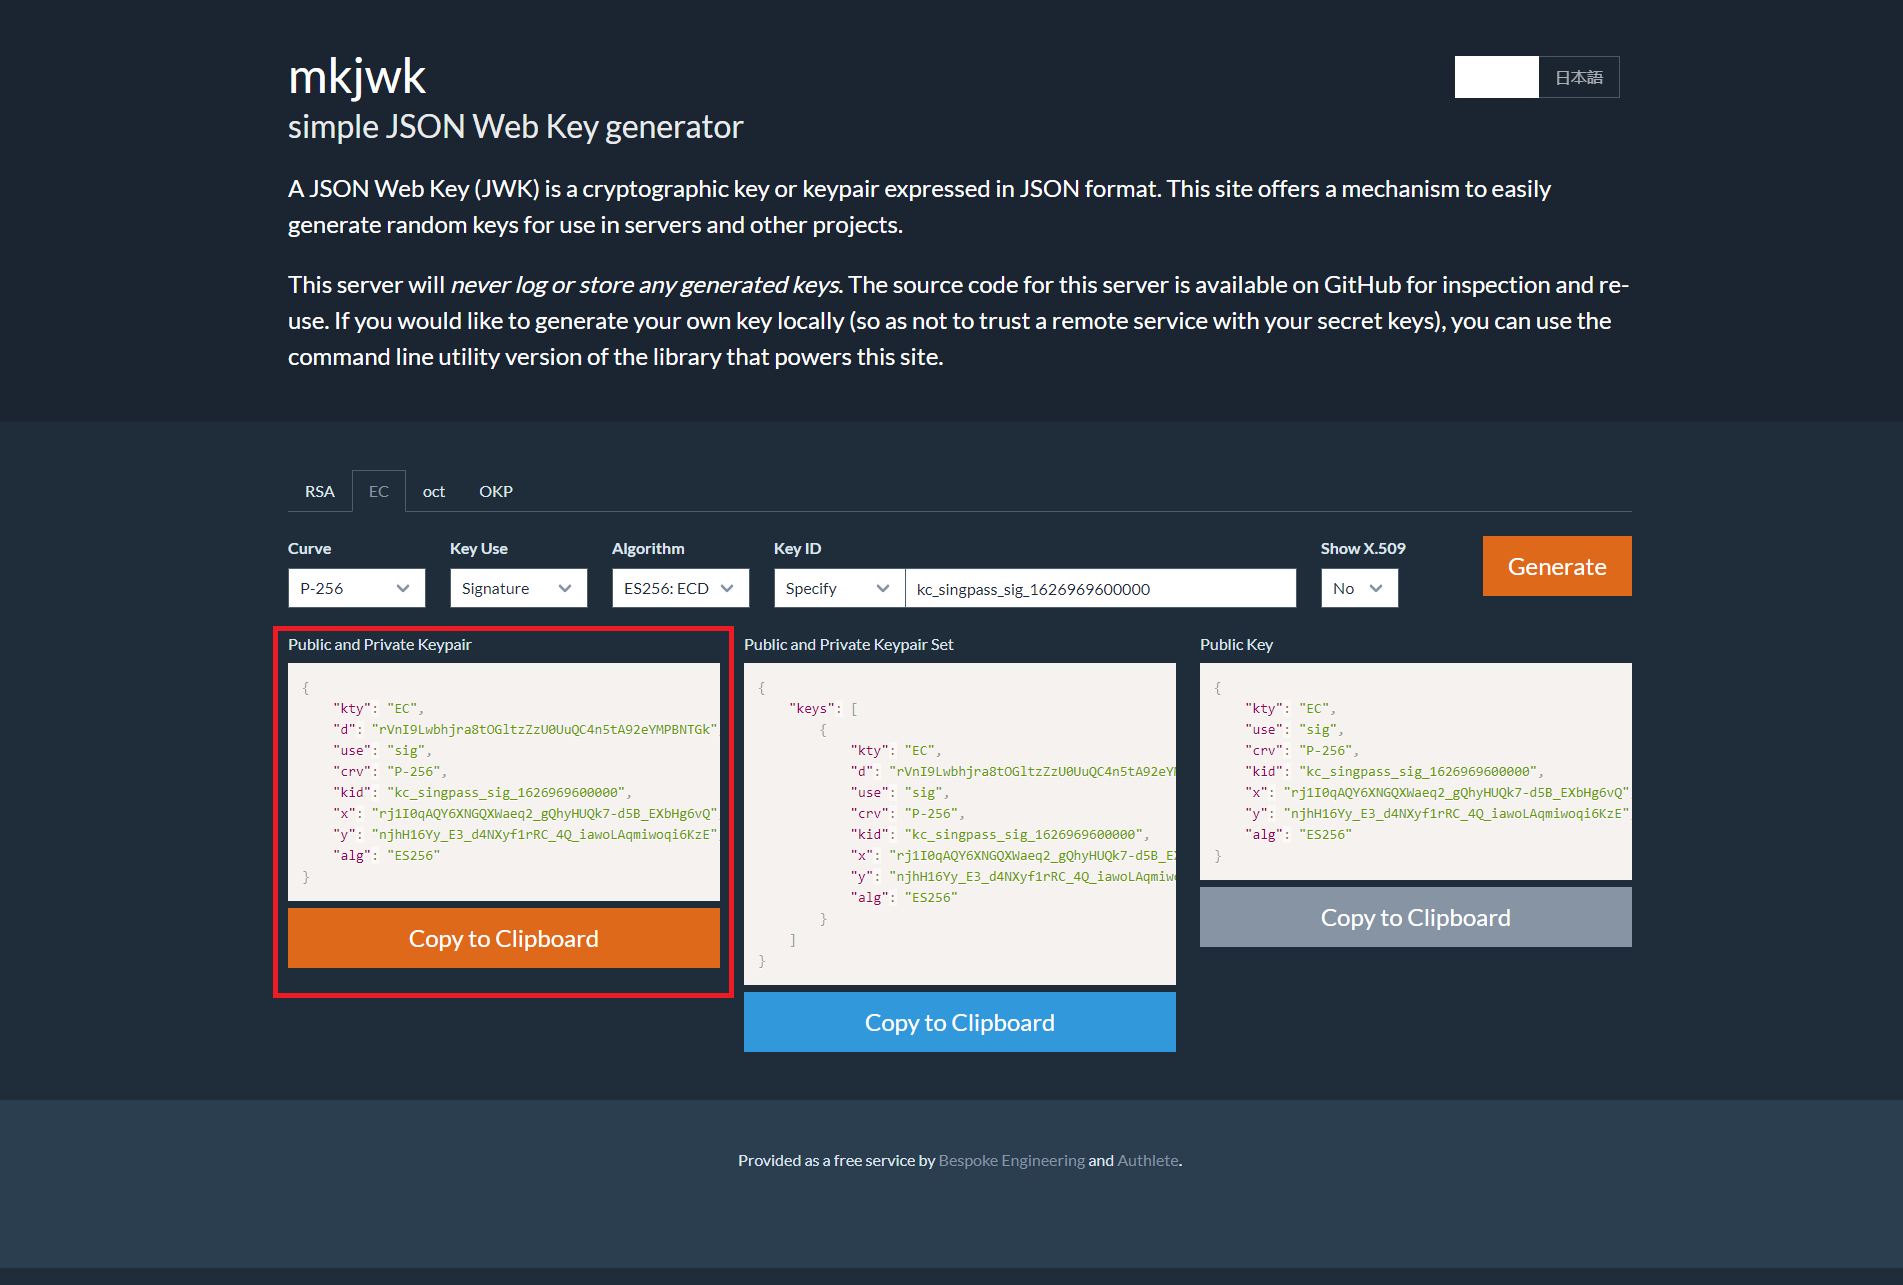 mkjwk
日本語
simple JSON Web Key generator
A JSON Web Key (JWK) is a cryptographic key or keypair expressed in JSON format. This site offers a mechanism to easily
generate random keys for use in servers and other projects.
This server will never log or store any generated keys. The source code for this server is available on GitHub for inspection and re-
use. If you would like to generate your own key locally (so as not to trust a remote service with your secret keys), you can use the
command line utility version of the library that powers this site.
RSA EC oct OKP
Curve Key Use Algorithm Key ID Show X.509
P-256 Signature ES256: ECD Specify kc_singpass_sig_1626969600000 No
Generate
Public and Private Keypair
{
"kty": "EC",
"d": "rVnI9Lwbhjra8tOGltzZzU0UuQC4n5tA92eYMPBNTGk"
"use": "sig",
"crv": "P-256",
"kid": "kc_singpass_sig_1626969600000",
"x": "rj1I0qAQY6XNGQXWaeq2_gQhyHUQk7-d5B_EXbHg6vQ"
"y": "njhH16Yy_E3_d4NXyf1rRC_4Q_iawoLAqmiwoqi6KzE"
"alg": "ES256"
}
Copy to Clipboard
Public and Private Keypair Set
{
"keys": [
{
"kty": "EC",
"d": "rVnI9Lwbhjra8tOGltzZzU0UuQC4n5tA92eY
"use": "sig",
"crv": "P-256",
"kid": "kc_singpass_sig_1626969600000",
"x": "rj1I0qAQY6XNGQXWaeq2_gQhyHUQk7-d5B_E
"y": "njhH16Yy_E3_d4NXyf1rRC_4Q_iawoLAqmiw
"alg": "ES256"
}
]
}
Copy to Clipboard
Public Key
{
"kty": "EC",
"use": "sig",
"crv": "P-256",
"kid": "kc_singpass_sig_1626969600000",
"x": "rj1I0qAQY6XNGQXWaeq2_gQhyHUQk7-d5B_EXbHg6vQ"
"y": "njhH16Yy_E3_d4NXyf1rRC_4Q_iawoLAqmiwoqi6KzE"
"alg": "ES256"
}
Copy to Clipboard
Provided as a free service by Bespoke Engineering and Authlete.